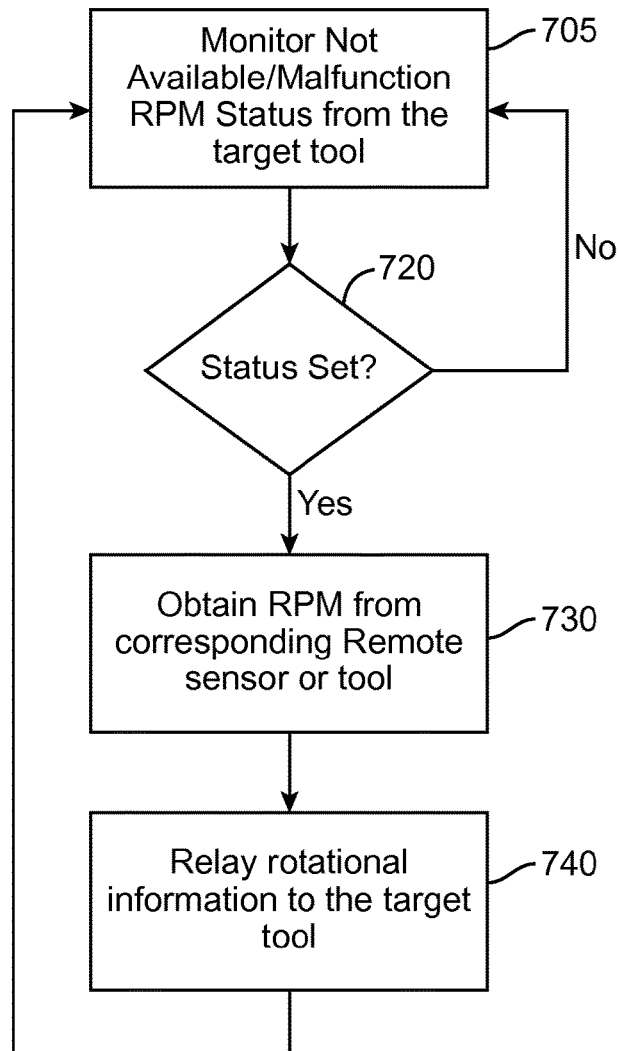 Monitor Not
Available/Malfunction
RPM Status from the
target tool
705
No
720
Status Set?
Yes
Obtain RPM from
corresponding Remote
sensor or tool
730
Relay rotational
information to the target
tool
740